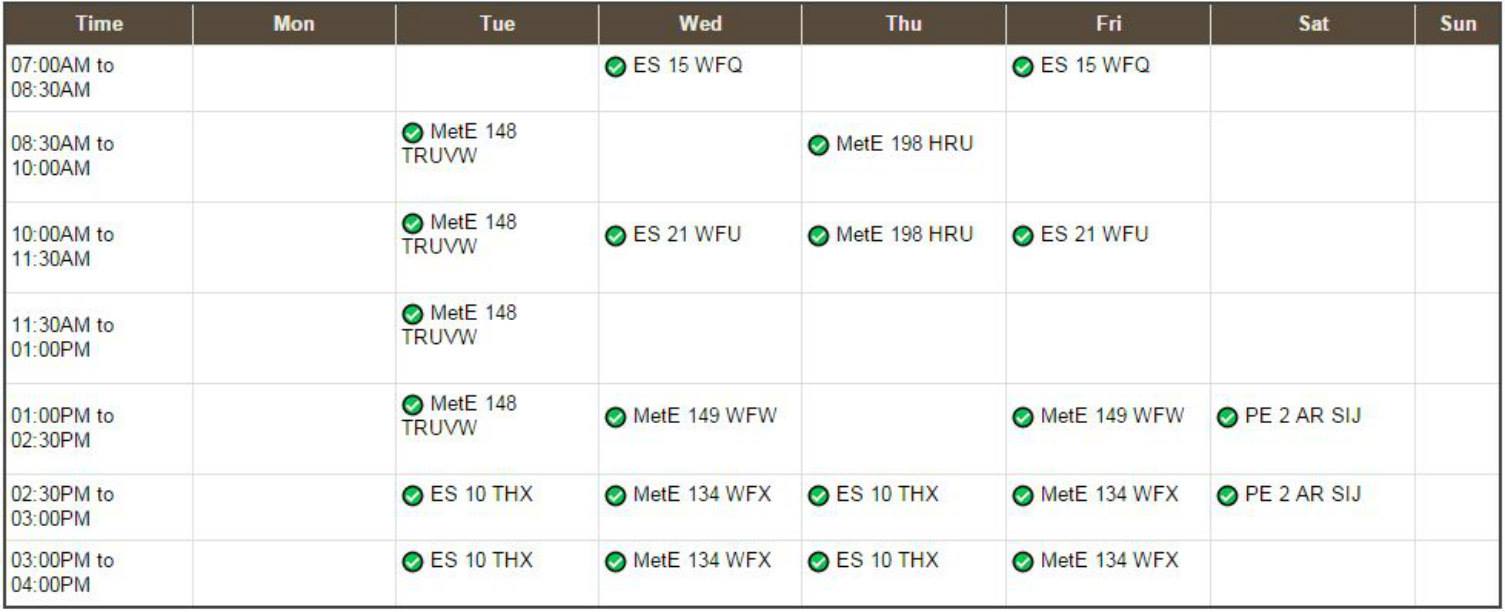 Time Mon Tue Wed Thu Fri Sat Sun
07:00AM to
08:30AM
ES 15 WFQ
ES 15 WFQ
08:30AM to
10:00AM
MetE 148
TRUVW
MetE 198 HRU
10:00AM to
11:30AM
MetE 148
TRUVW
ES 21 WFU
MetE 198 HRU
ES 21 WFU
11:30AM to
01:00PM
MetE 148
TRUVW
01:00PM to
02:30PM
MetE 148
TRUVW
MetE 149 WFW
MetE 149 WFW
PE 2 AR SIJ
02:30PM to
03:00PM
ES 10 THX
MetE 134 WFX
ES 10 THX
MetE 134 WFX
PE 2 AR SIJ
03:00PM to
04:00PM
ES 10 THX
MetE 134 WFX
ES 10 THX
MetE 134 WFX